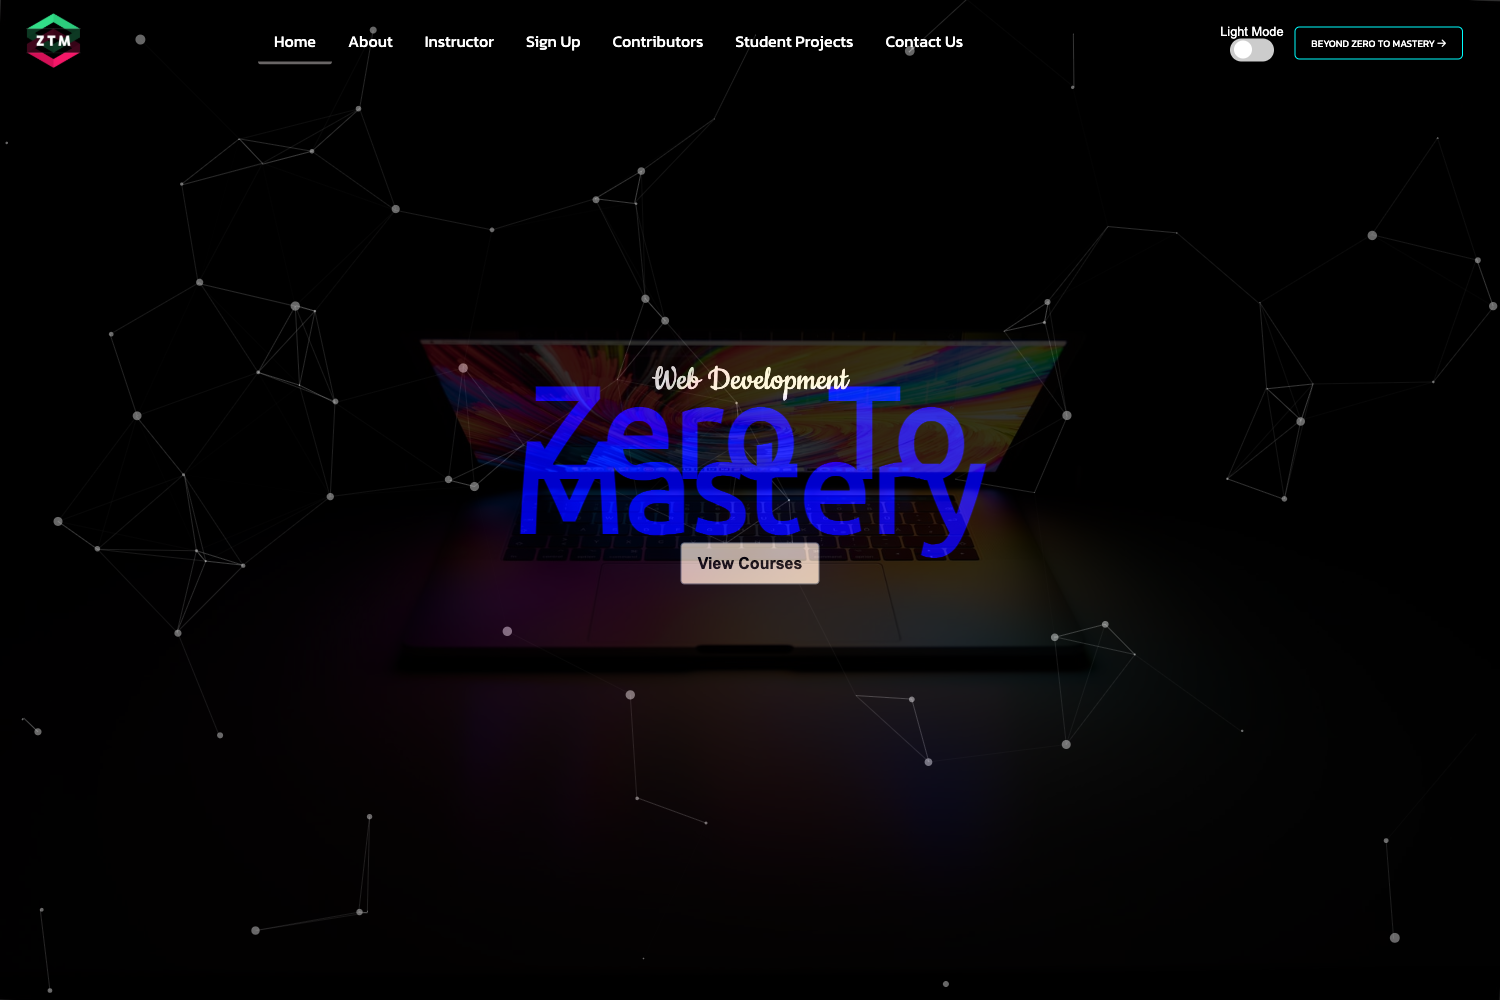 ZTM
Home
About
Instructor
Sign Up
Contributors
Student Projects
Contact Us
Light Mode
BEYOND ZERO TO MASTERY →
Web Development
Zero To
Mastery
View Courses